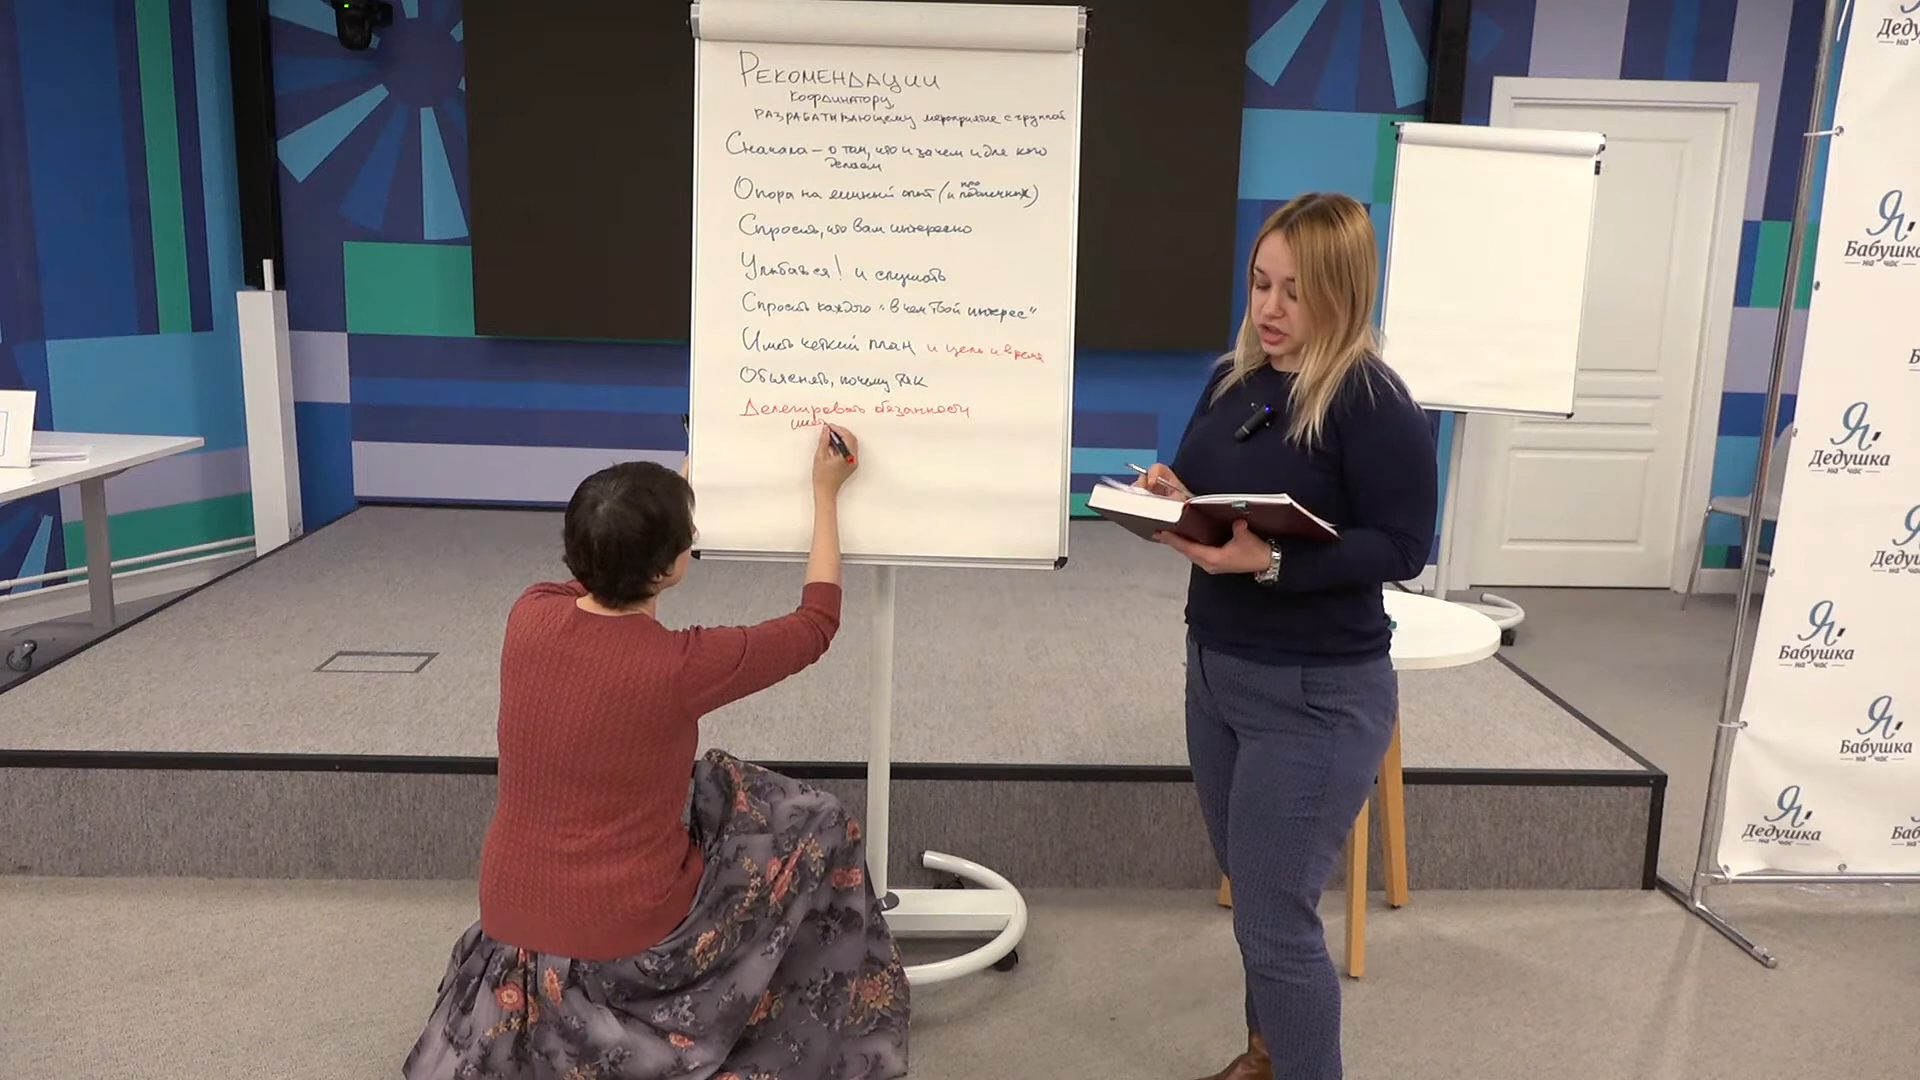 Рекомендации
координатору,
разрабатывающему мероприятие с группой
Сначала – о том, что и зачем и для кого
делаем
Опора на личный опыт (и про
Спросить, что вам интересно
Улыбаться! и слушать
Спросить каждого "в чем твой интерес"
Иметь четкий план и цель и время
Объяснять, почему так
Делегировать обязанности
Дедушка
на час
Я,
Бабушка
на час
Я,
Дедушка
на час
Я,
Бабушка
на час
Я,
Бабушка
на час
Я,
Дедушка
на час